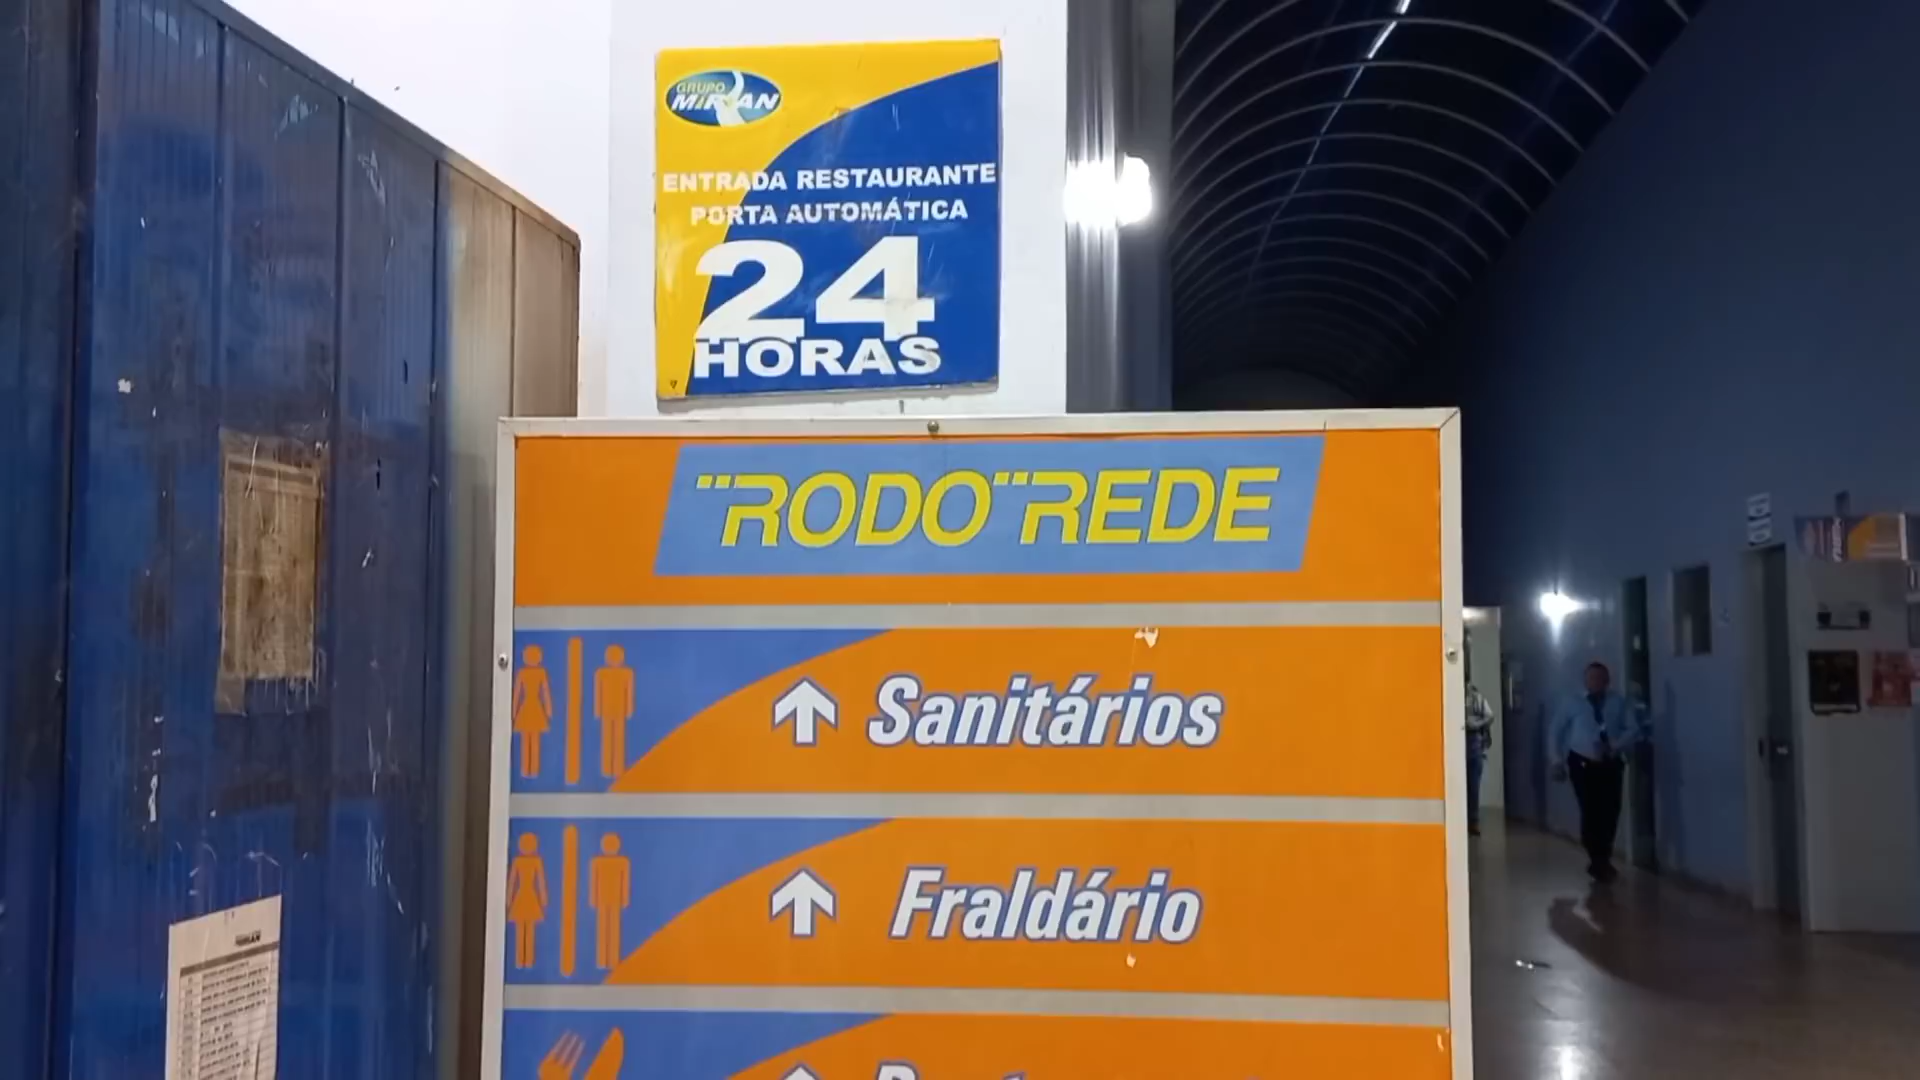 GRUPO
MIRIAN
ENTRADA RESTAURANTE
PORTA AUTOMÁTICA
24
HORAS
RODO REDE
Sanitários
Fraldário